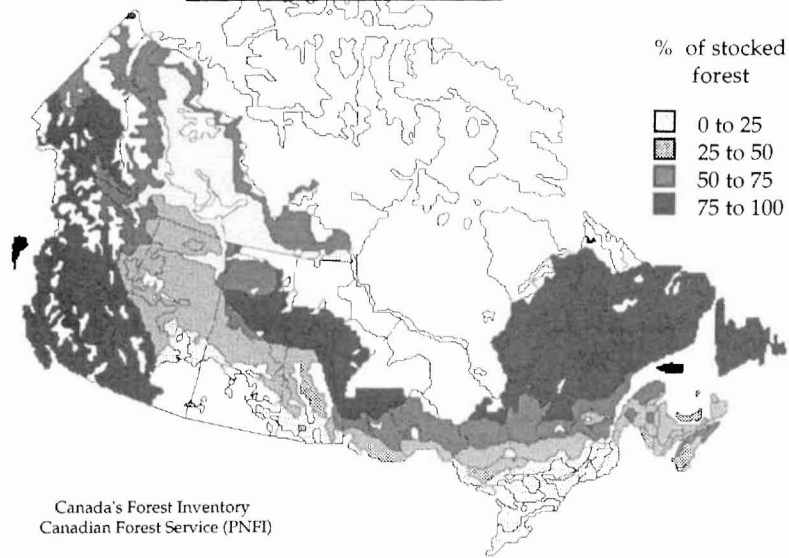 % of stocked
forest
0 to 25
25 to 50
50 to 75
75 to 100
Canada's Forest Inventory
Canadian Forest Service (PNFI)